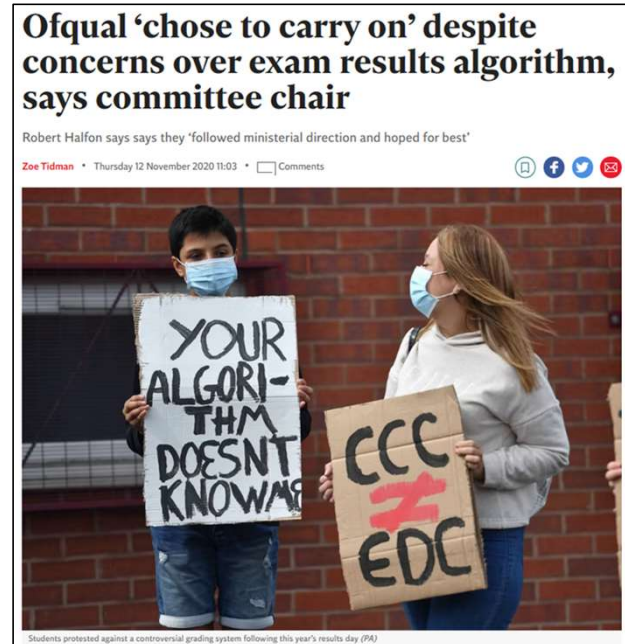 Ofqual ‘chose to carry on’ despite
concerns over exam results algorithm,
says committee chair
Robert Halfon says says they ‘followed ministerial direction and hoped for best’
Zoe Tidman • Thursday 12 November 2020 11:03 • Comments
YOUR
ALGORI-
THM
DOESNT
KNOW ME
CCC
≠
EDC
Students protested against a controversial grading system following this year's results day (PA)